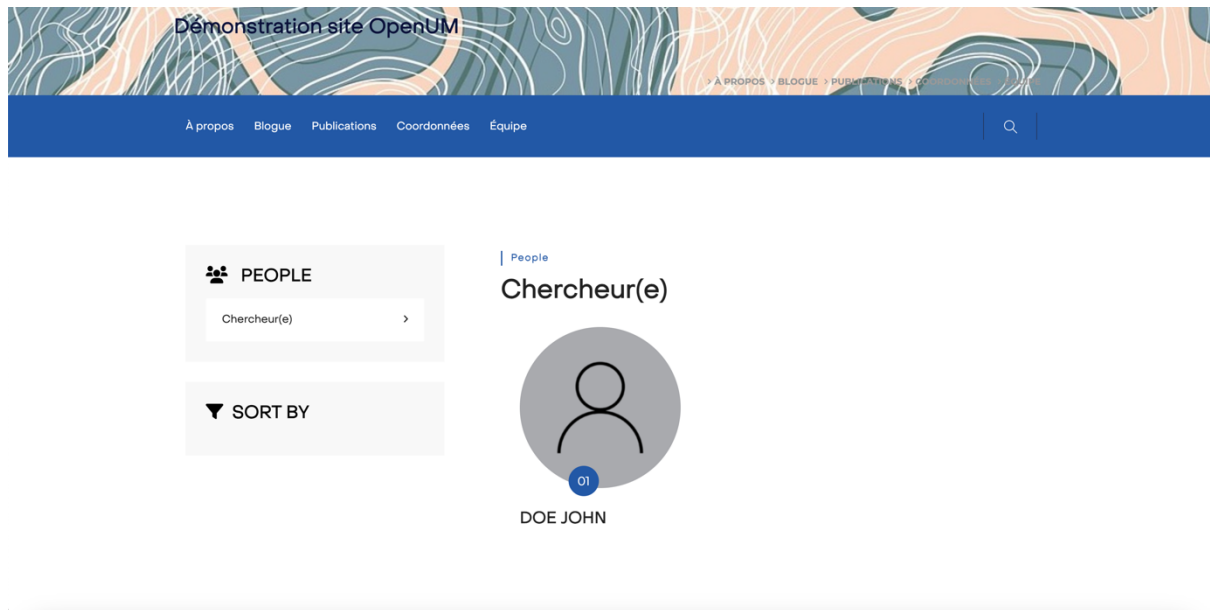 Démonstration site OpenUM
> À PROPOS > BLOGUE > PUBLICATIONS > COORDONNÉES
À propos Blogue Publications Coordonnées Équipe
PEOPLE
Chercheur(e)
SORT BY
People
Chercheur(e)
01
DOE JOHN